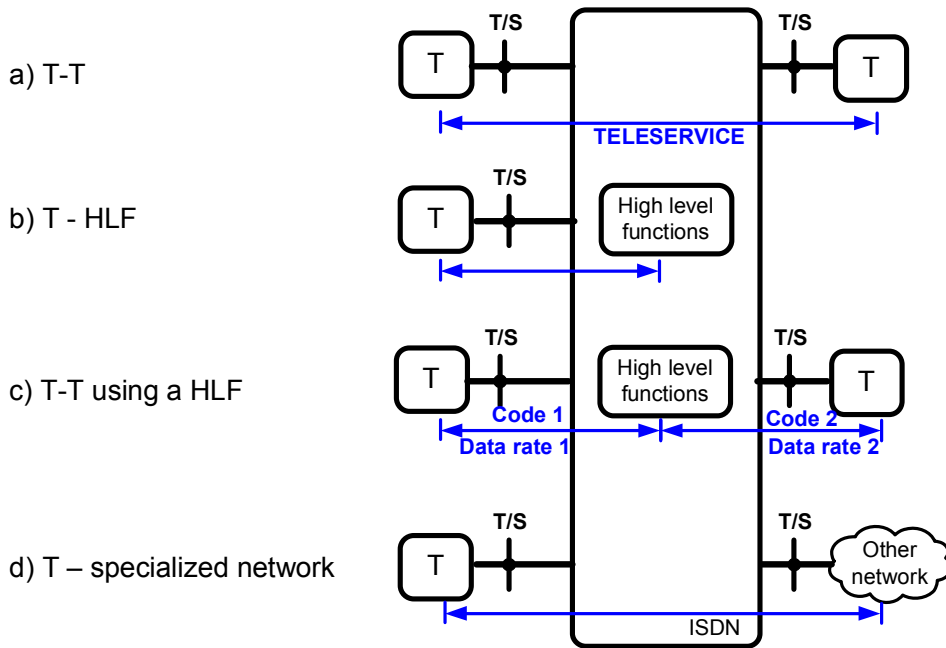 T/S
T/S
a) T-T
T
T
TELESERVICE
T/S
b) T - HLF
T
High level
functions
T/S
T/S
c) T-T using a HLF
T
High level
functions
T
Code 1
Code 2
Data rate 1
Data rate 2
T/S
T/S
d) T – specialized network
T
Other
network
ISDN